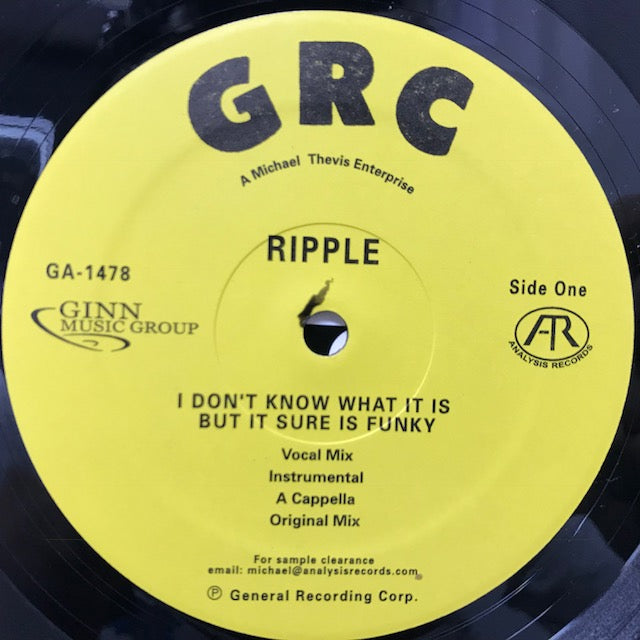 GRC
A Michael Thevis Enterprise
RIPPLE
GA-1478
Side One
GINN
MUSIC GROUP
AR
ANALYSIS RECORDS
I DON'T KNOW WHAT IT IS
BUT IT SURE IS FUNKY
Vocal Mix
Instrumental
A Cappella
Original Mix
For sample clearance
email: michael@analysisrecords.com
℗ General Recording Corp.